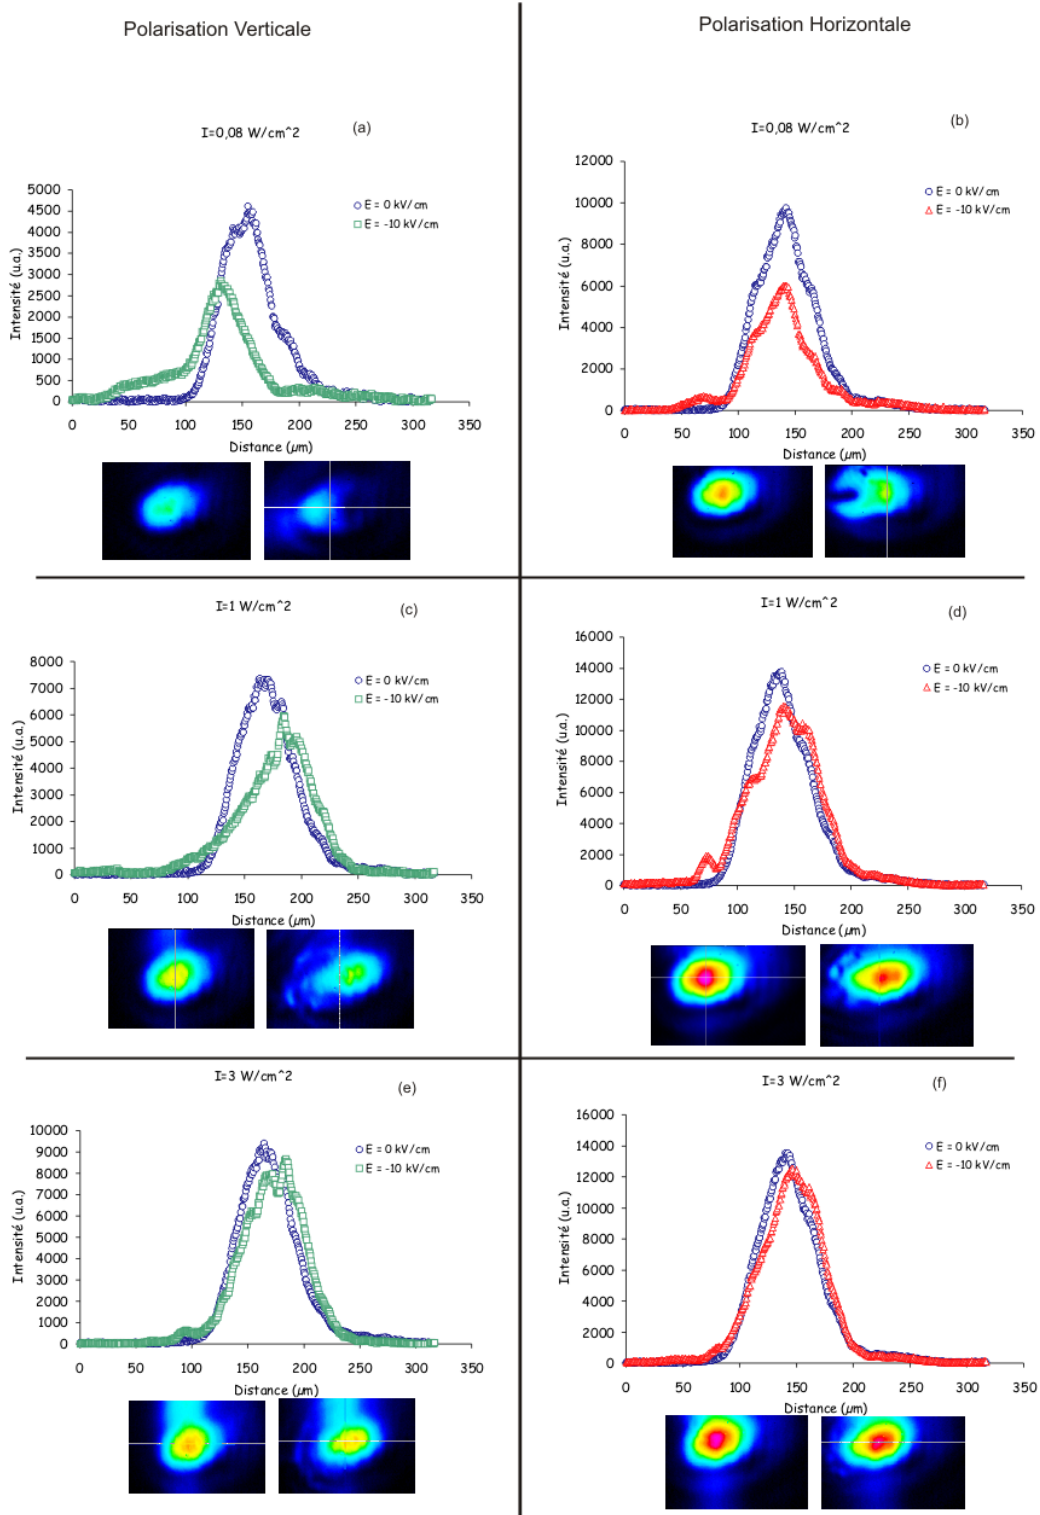 Polarisation Verticale
Polarisation Horizontale
I=0,08 W/cm^2
(a)
5000
4500
4000
3500
3000
2500
2000
1500
1000
500
0
Intensité (u.a.)
E = 0 kV/cm
E = -10 kV/cm
0 50 100 150 200 250 300 350
Distance (µm)
I=0,08 W/cm^2
(b)
12000
10000
8000
6000
4000
2000
0
Intensité (u.a.)
E = 0 kV/cm
E = -10 kV/cm
0 50 100 150 200 250 300 350
Distance (µm)
I=1 W/cm^2
(c)
8000
7000
6000
5000
4000
3000
2000
1000
0
Intensité (u.a.)
E = 0 kV/cm
E = -10 kV/cm
0 50 100 150 200 250 300 350
Distance (µm)
I=1 W/cm^2
(d)
16000
14000
12000
10000
8000
6000
4000
2000
0
Intensité (u.a.)
E = 0 kV/cm
E = -10 kV/cm
0 50 100 150 200 250 300 350
Distance (µm)
I=3 W/cm^2
(e)
10000
9000
8000
7000
6000
5000
4000
3000
2000
1000
0
Intensité (u.a.)
E = 0 kV/cm
E = -10 kV/cm
0 50 100 150 200 250 300 350
Distance (µm)
I=3 W/cm^2
(f)
16000
14000
12000
10000
8000
6000
4000
2000
0
Intensité (u.a.)
E = 0 kV/cm
E = -10 kV/cm
0 50 100 150 200 250 300 350
Distance (µm)